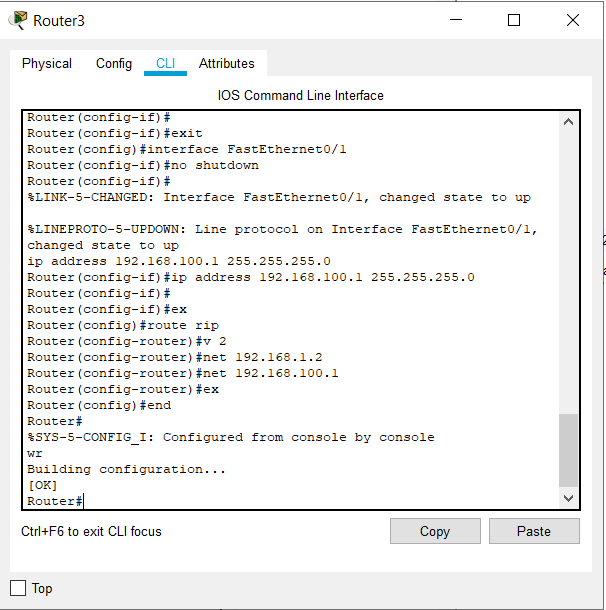 Router3
Physical Config CLI Attributes
IOS Command Line Interface
Router(config-if)#
Router(config-if)#exit
Router(config)#interface FastEthernet0/1
Router(config-if)#no shutdown
Router(config-if)#
%LINK-5-CHANGED: Interface FastEthernet0/1, changed state to up
%LINEPROTO-5-UPDOWN: Line protocol on Interface FastEthernet0/1,
changed state to up
ip address 192.168.100.1 255.255.255.0
Router(config-if)#ip address 192.168.100.1 255.255.255.0
Router(config-if)#
Router(config-if)#ex
Router(config)#route rip
Router(config-router)#v 2
Router(config-router)#net 192.168.1.2
Router(config-router)#net 192.168.100.1
Router(config-router)#ex
Router(config)#end
Router#
%SYS-5-CONFIG_I: Configured from console by console
wr
Building configuration...
[OK]
Router#
Ctrl+F6 to exit CLI focus
Copy Paste
Top